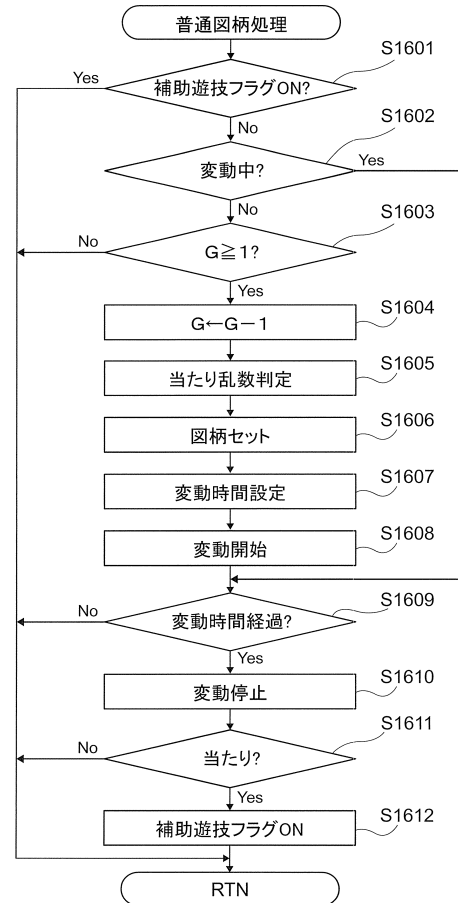 普通図柄処理
S1601
補助遊技フラグON?
Yes
No
S1602
変動中?
Yes
No
S1603
G≧1?
No
Yes
S1604
G←G－1
S1605
当たり乱数判定
S1606
図柄セット
S1607
変動時間設定
S1608
変動開始
S1609
変動時間経過?
No
Yes
S1610
変動停止
S1611
当たり?
No
Yes
S1612
補助遊技フラグON
RTN